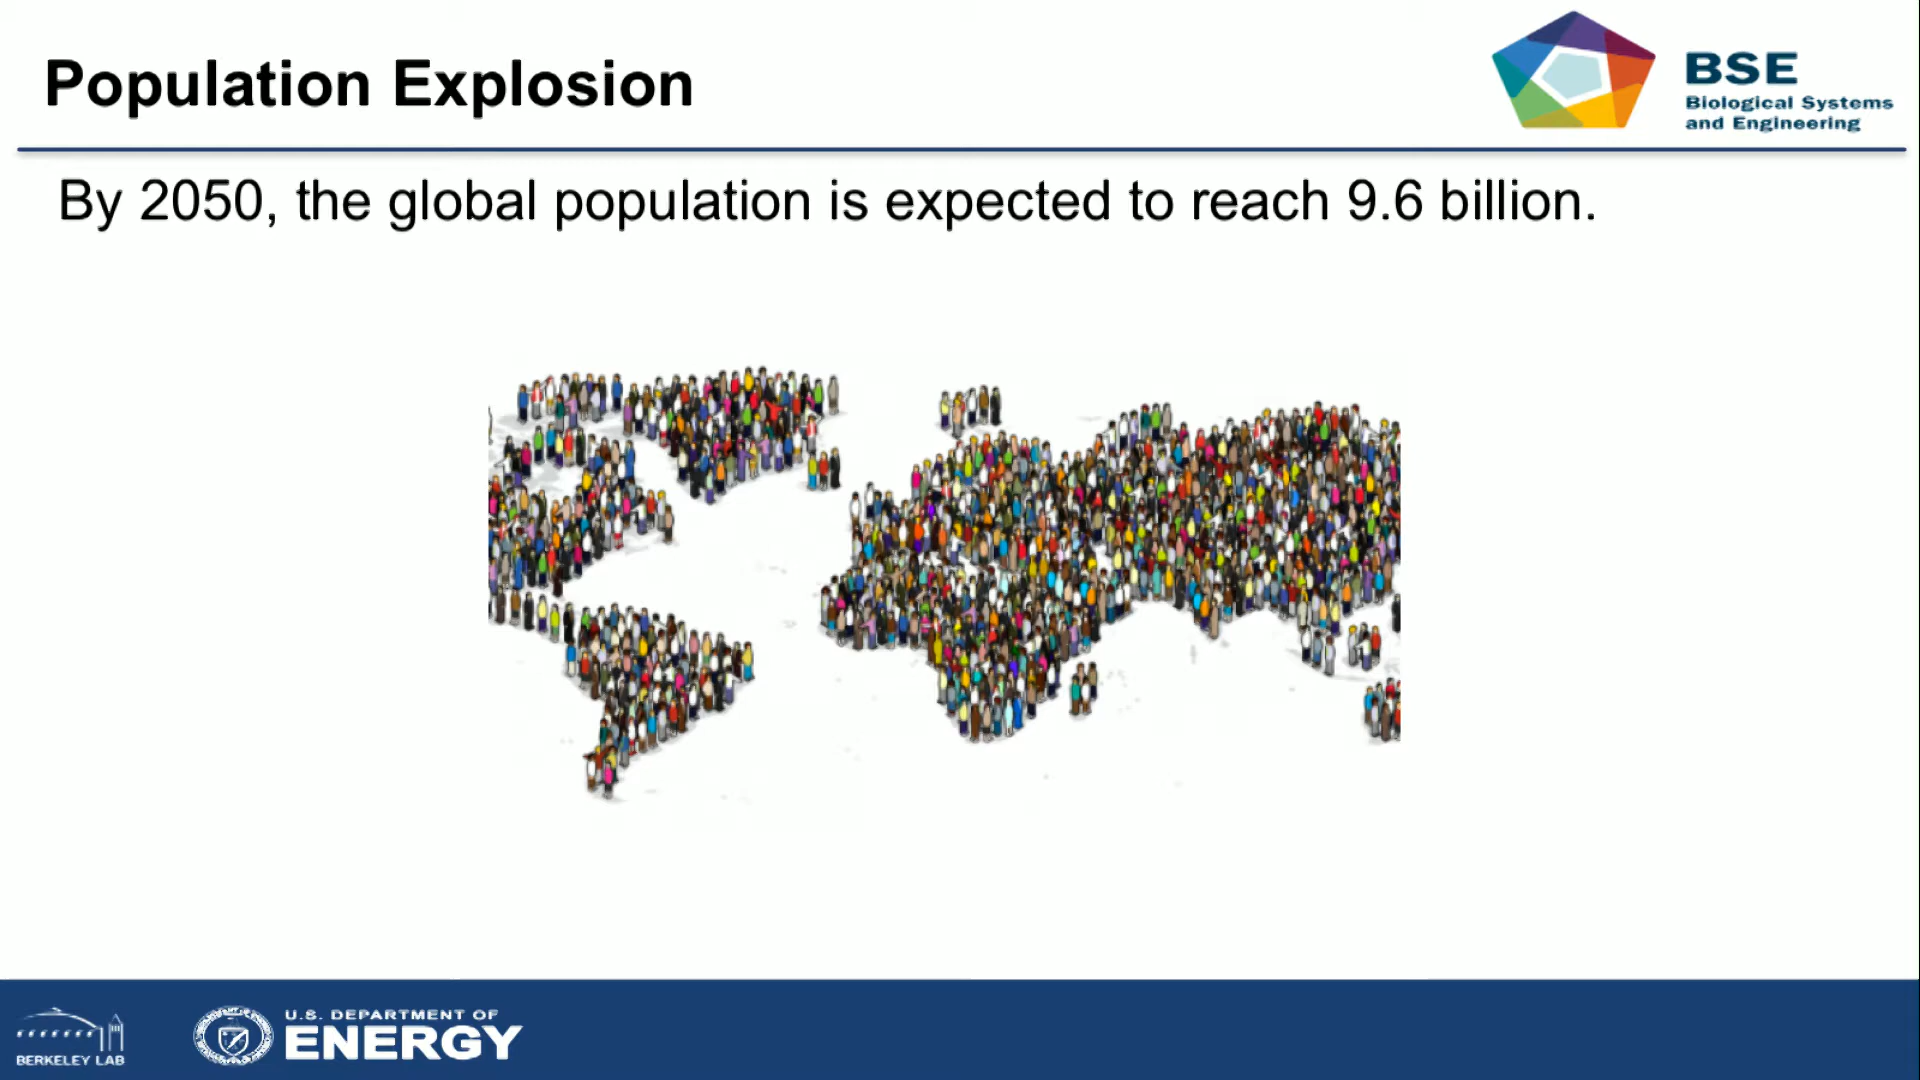 Population Explosion
BSE
Biological Systems
and Engineering
By 2050, the global population is expected to reach 9.6 billion.
BERKELEY LAB
U.S. DEPARTMENT OF
ENERGY